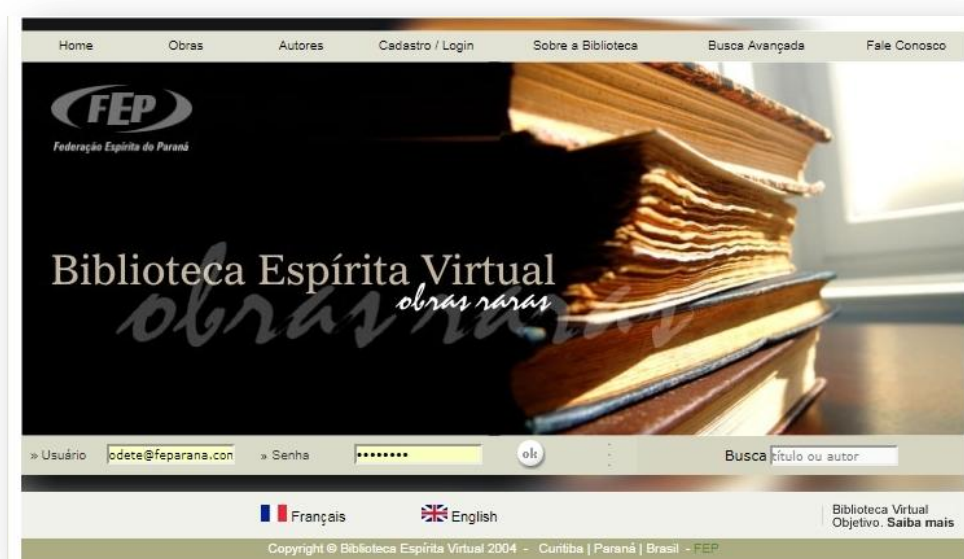 Home Obras Autores Cadastro / Login Sobre a Biblioteca Busca Avançada Fale Conosco
FEP
Federação Espírita do Paraná
Biblioteca Espírita Virtual
obras raras
obras raras
» Usuário odete@feparana.con » Senha •••••••• ok Busca título ou autor
Français English Biblioteca Virtual
Objetivo. Saiba mais
Copyright © Biblioteca Espírita Virtual 2004 - Curitiba | Paraná | Brasil - FEP